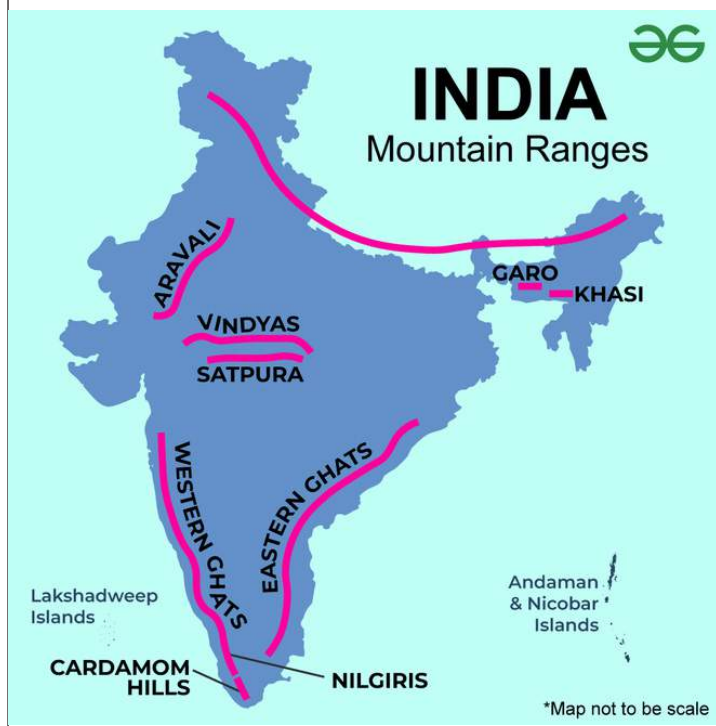 INDIA
Mountain Ranges
ARAVALI
GARO
KHASI
VINDYAS
SATPURA
WESTERN GHATS
EASTERN GHATS
Lakshadweep
Islands
Andaman
& Nicobar
Islands
CARDAMOM
HILLS
NILGIRIS
*Map not to be scale